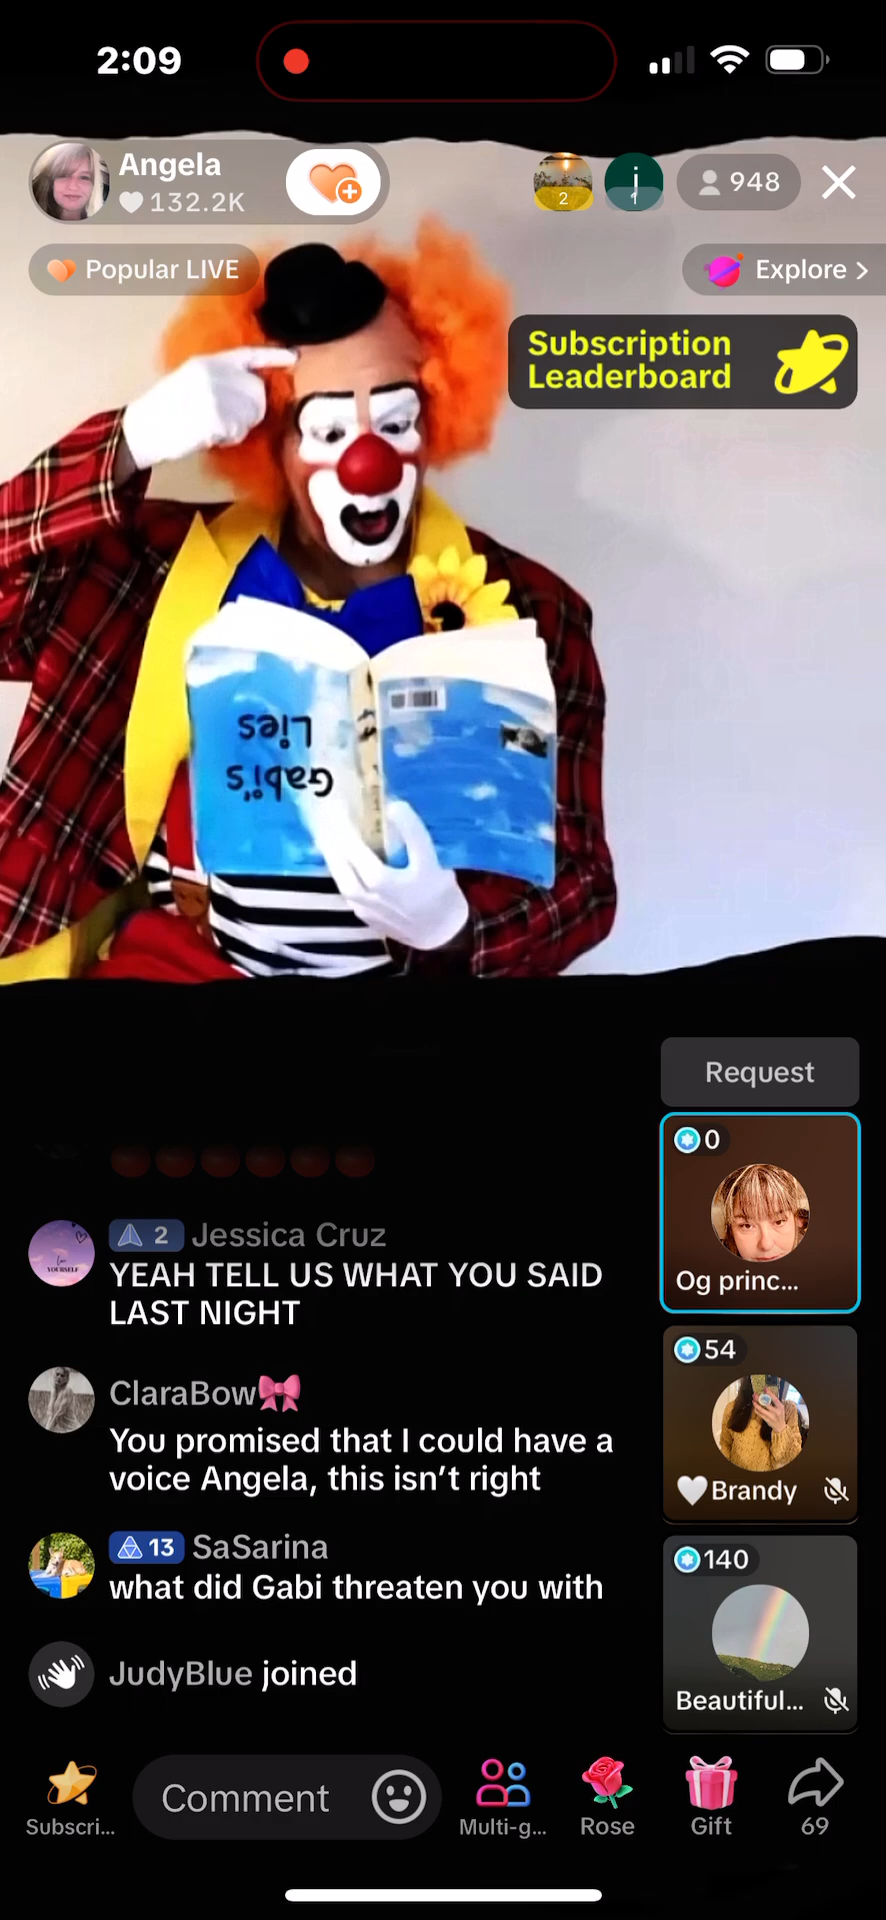 2:09
Angela
132.2K
2
1
948
Popular LIVE
Explore >
Subscription
Leaderboard
Gabi's
Lies
Request
0
Og princ...
2 Jessica Cruz
YEAH TELL US WHAT YOU SAID
LAST NIGHT
54
Brandy
ClaraBow🎀
You promised that I could have a
voice Angela, this isn't right
13 SaSarina
what did Gabi threaten you with
140
Beautiful...
JudyBlue joined
Subscri...
Comment
Multi-g...
Rose
Gift
69